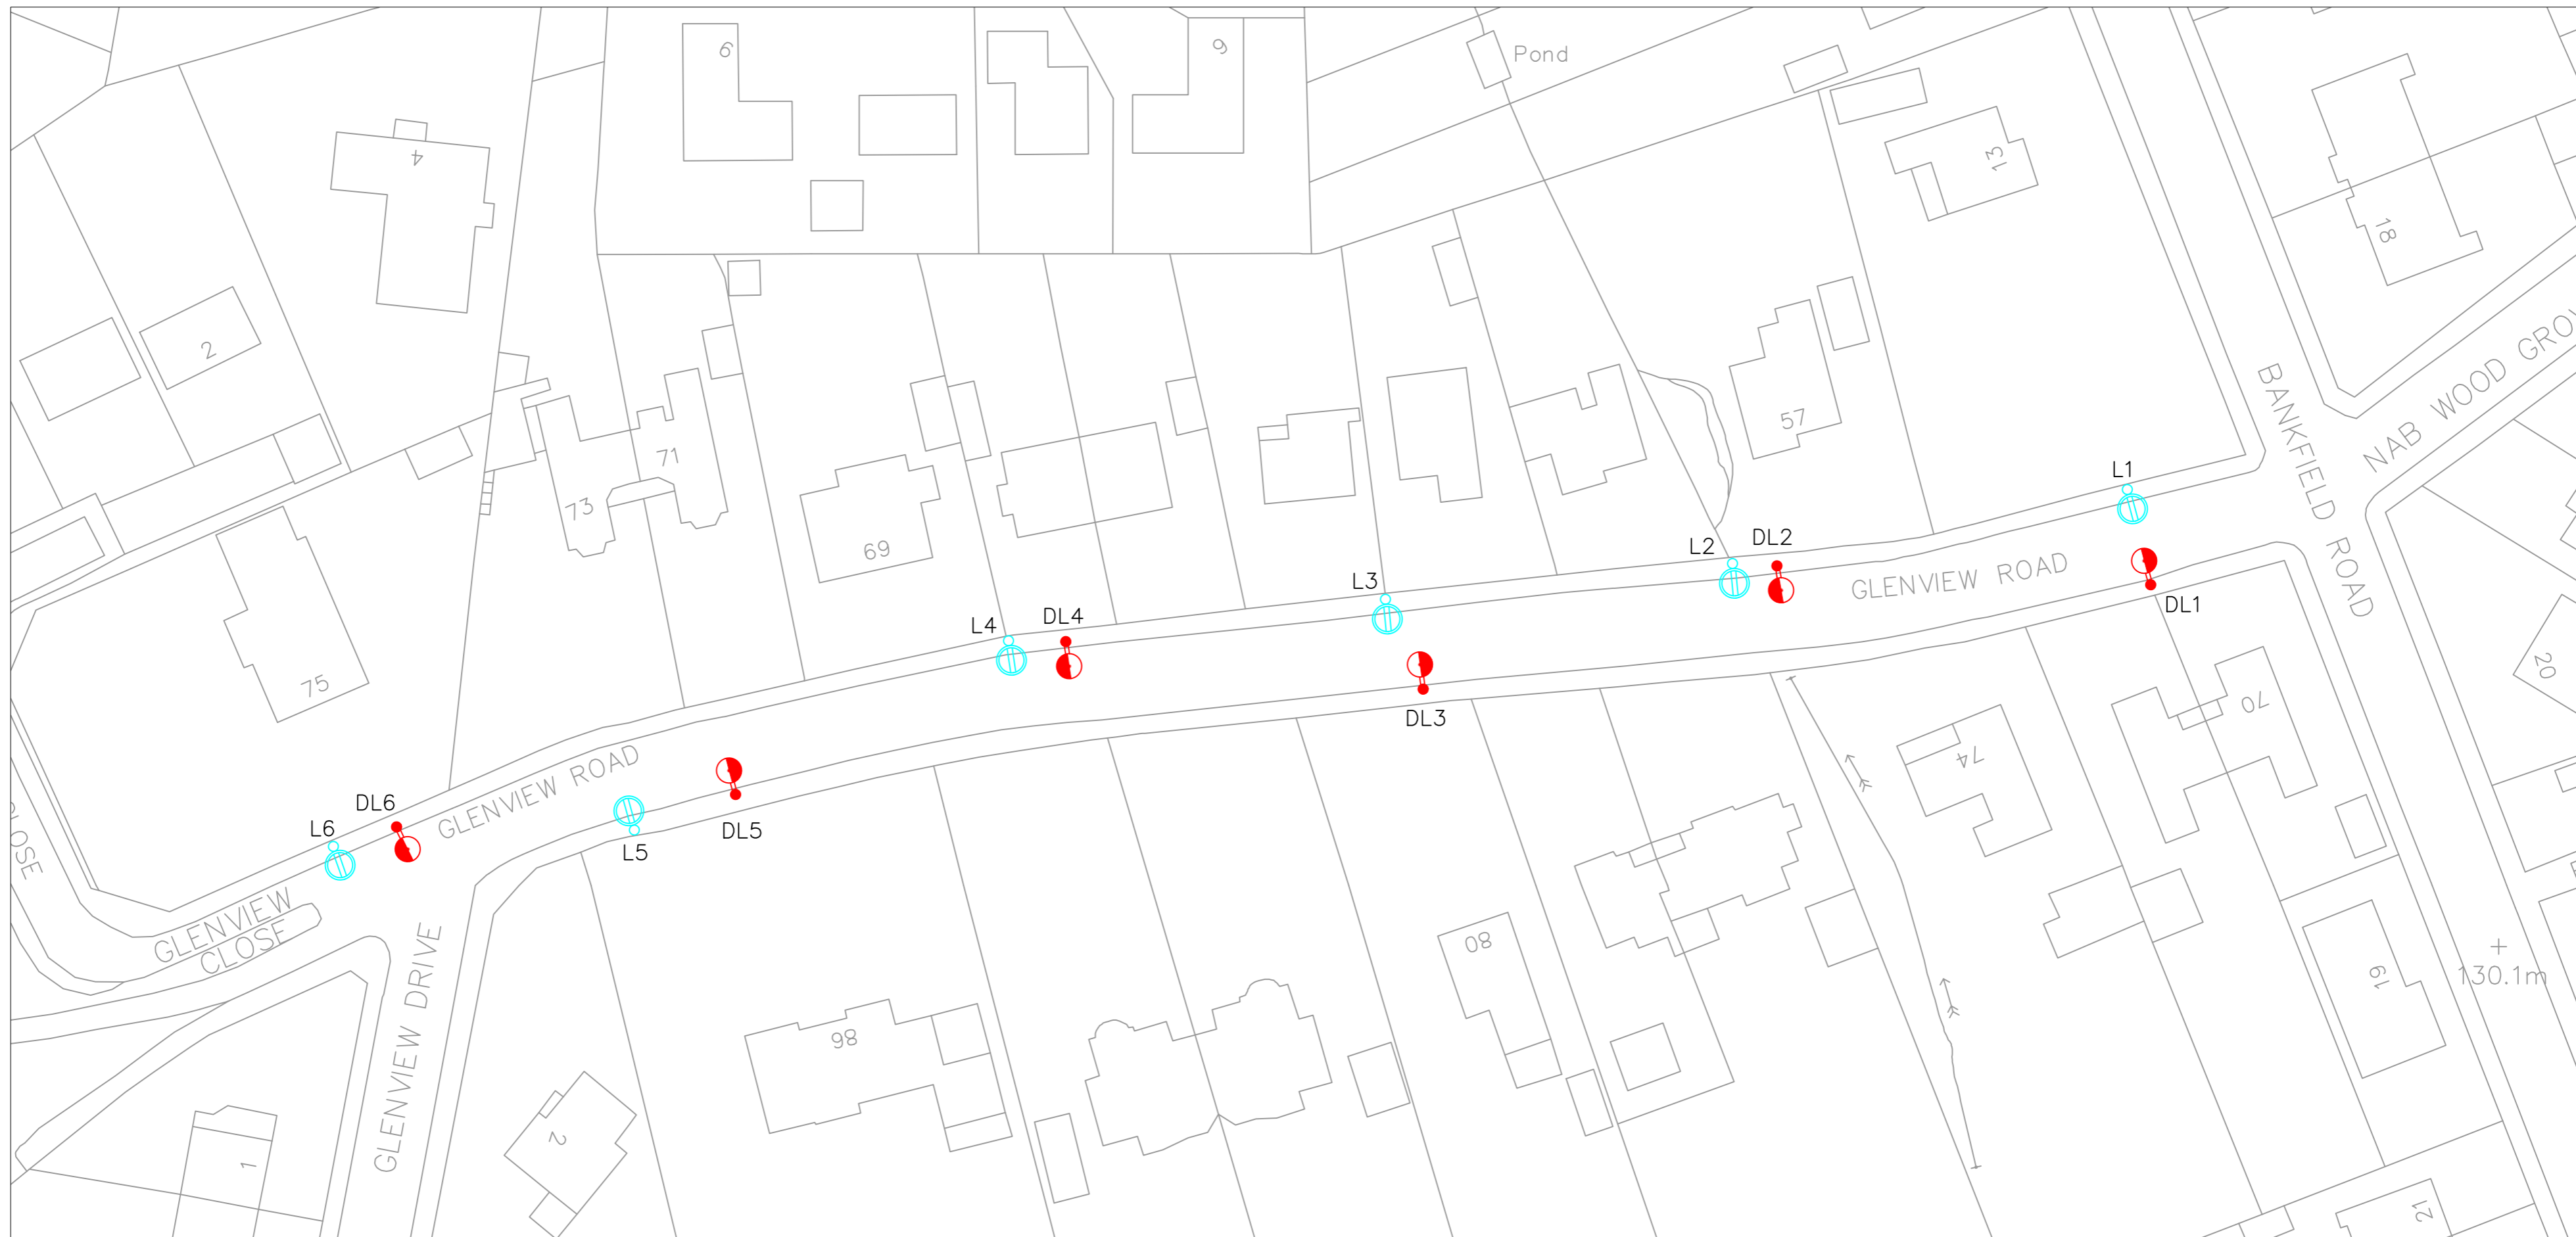 6
9
Pond
4
13
18
2
NAB WOOD GRO
BANKFIELD ROAD
57
71
73
69
L1
DL2
L2
GLENVIEW ROAD
L3
DL1
DL4
L4
DL3
75
70
20
74
GLENVIEW ROAD
DL6
L6
DL5
L5
LOSE
GLENVIEW
CLOSE
GLENVIEW DRIVE
80
86
19
130.1m
2
1
21